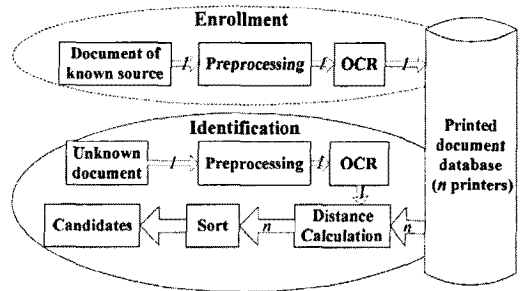 Enrollment
Document of
known source
1
Preprocessing
1
OCR
1
Printed
document
database
(n printers)
Identification
Unknown
document
1
Preprocessing
1
OCR
1
Candidates
Sort
n
Distance
Calculation
n